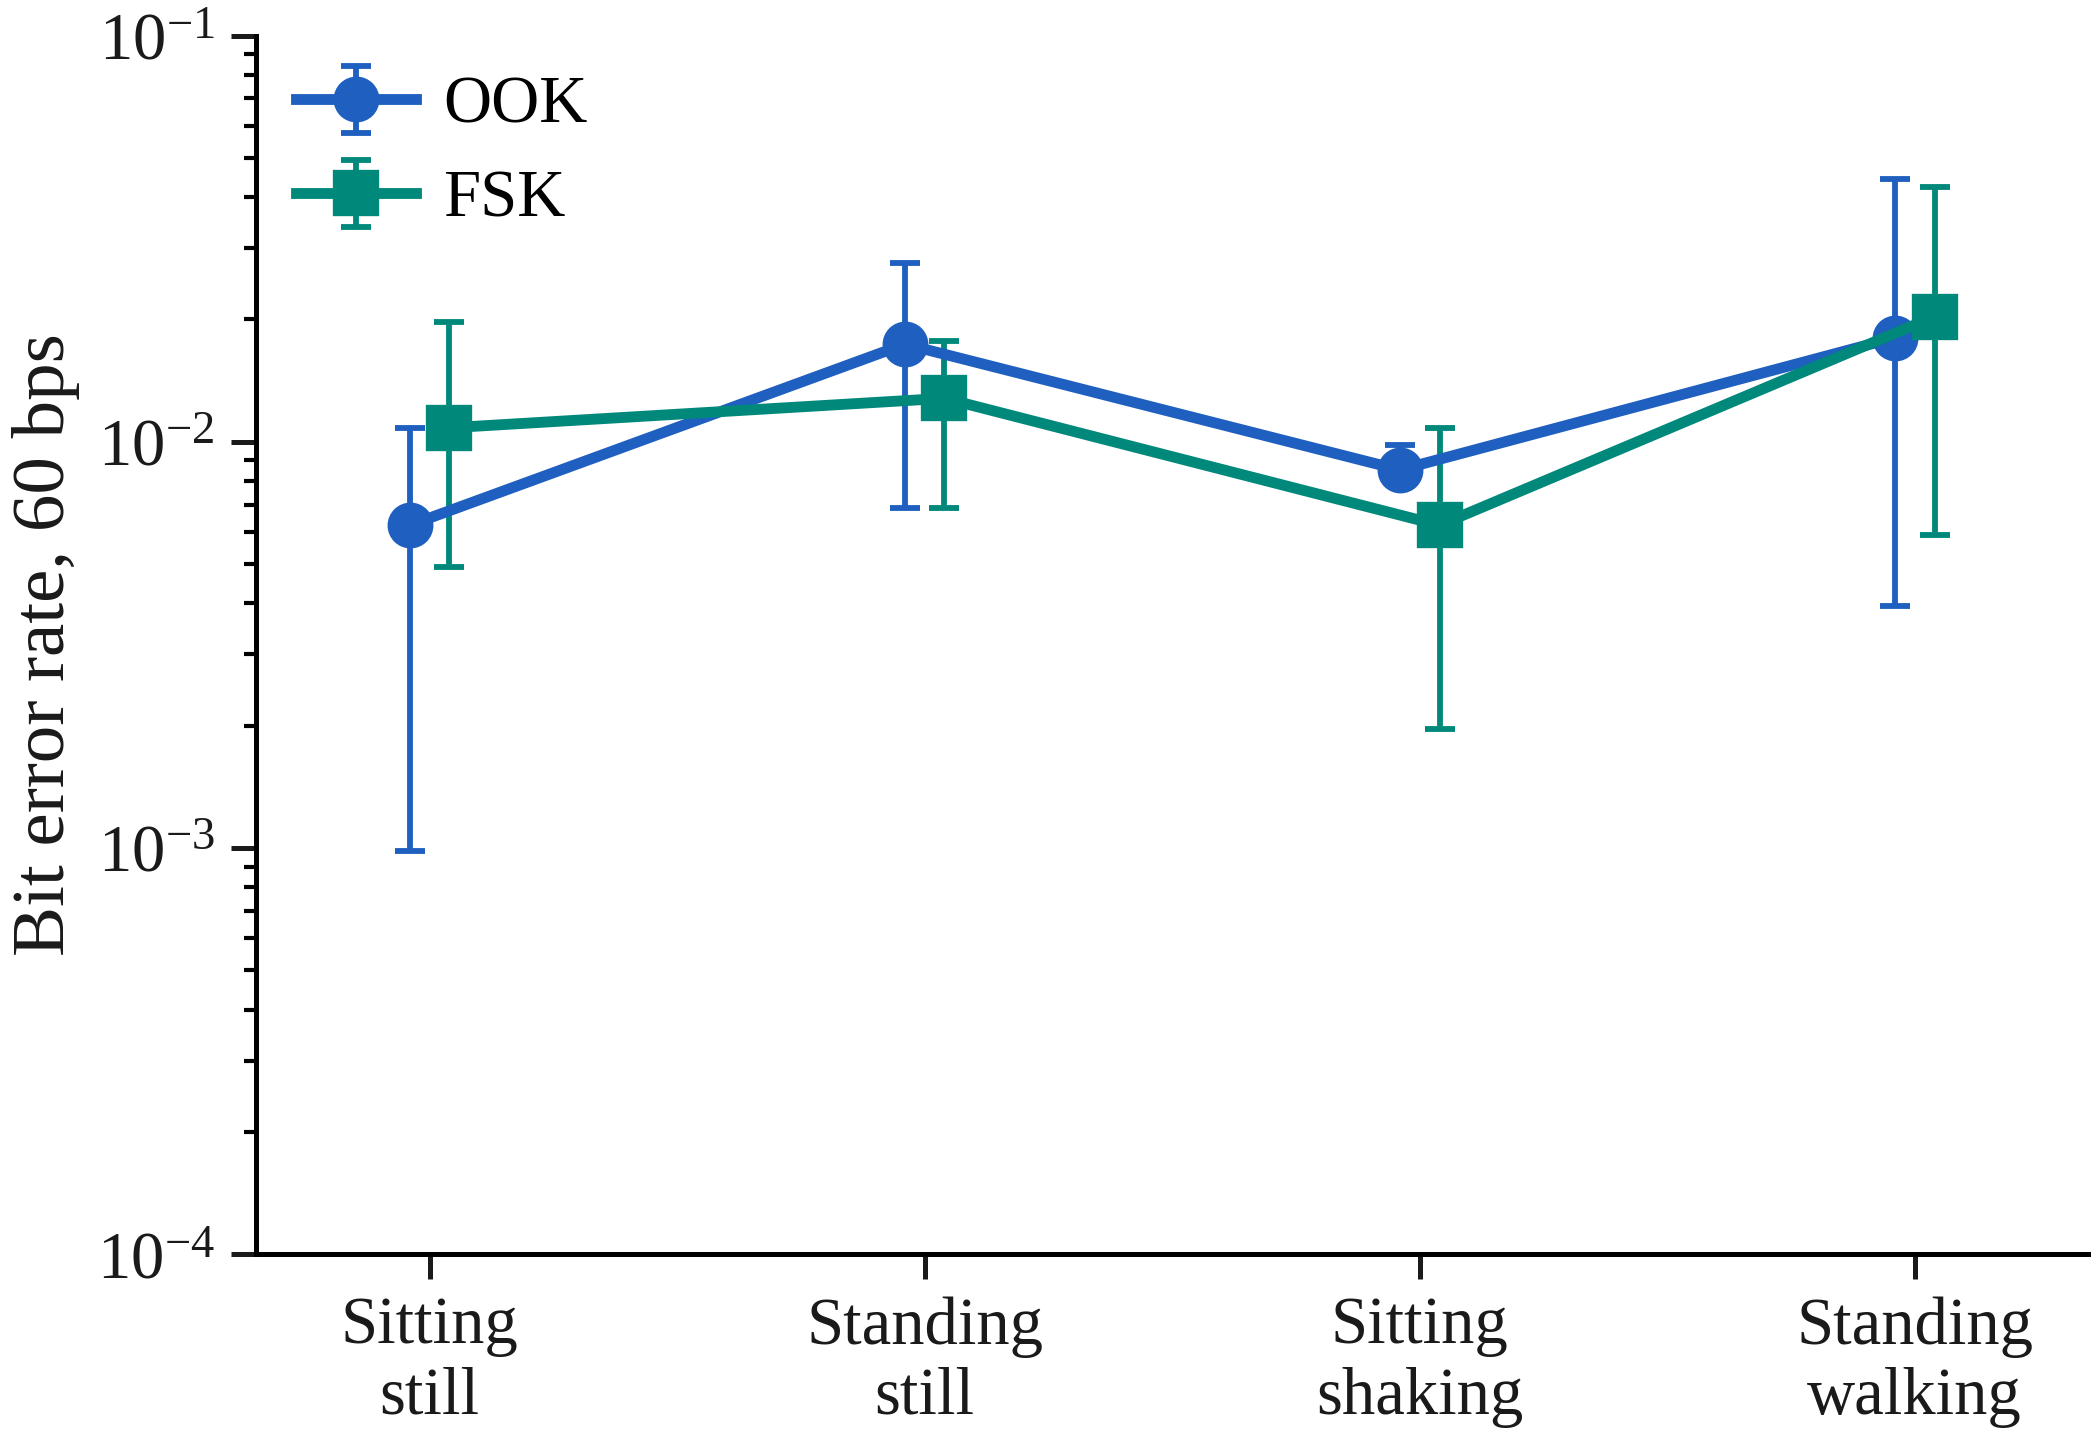 Bit error rate, 60 bps
10⁻¹
10⁻²
10⁻³
10⁻⁴
OOK
FSK
Sitting
still
Standing
still
Sitting
shaking
Standing
walking